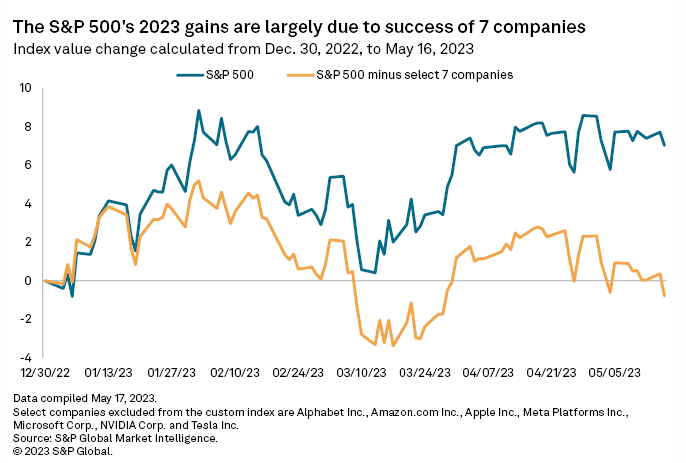 The S&P 500's 2023 gains are largely due to success of 7 companies
Index value change calculated from Dec. 30, 2022, to May 16, 2023
S&P 500
S&P 500 minus select 7 companies
10
8
6
4
2
0
-2
-4
12/30/22
01/13/23
01/27/23
02/10/23
02/24/23
03/10/23
03/24/23
04/07/23
04/21/23
05/05/23
Data compiled May 17, 2023.
Select companies excluded from the custom index are Alphabet Inc., Amazon.com Inc., Apple Inc., Meta Platforms Inc.,
Microsoft Corp., NVIDIA Corp. and Tesla Inc.
Source: S&P Global Market Intelligence.
© 2023 S&P Global.